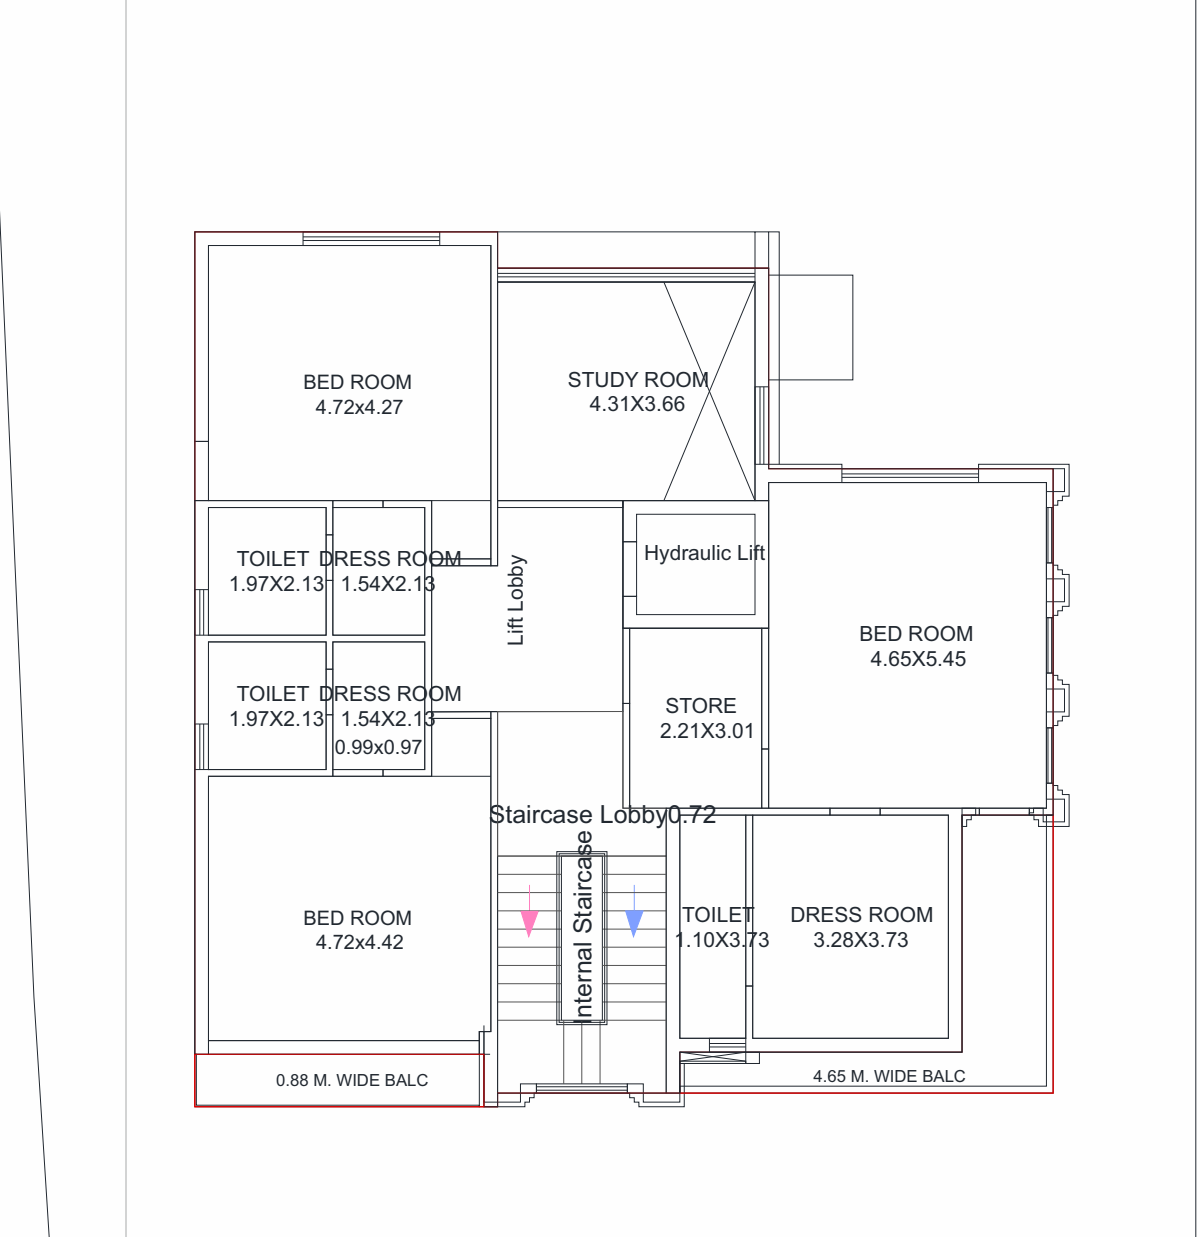 BED ROOM
4.72x4.27
STUDY ROOM
4.31X3.66
TOILET
1.97X2.13
DRESS ROOM
1.54X2.13
Lift Lobby
Hydraulic Lift
BED ROOM
4.65X5.45
TOILET
1.97X2.13
DRESS ROOM
1.54X2.13
0.99x0.97
STORE
2.21X3.01
Staircase Lobby0.72
Internal Staircase
BED ROOM
4.72x4.42
TOILET
1.10X3.73
DRESS ROOM
3.28X3.73
0.88 M. WIDE BALC
4.65 M. WIDE BALC